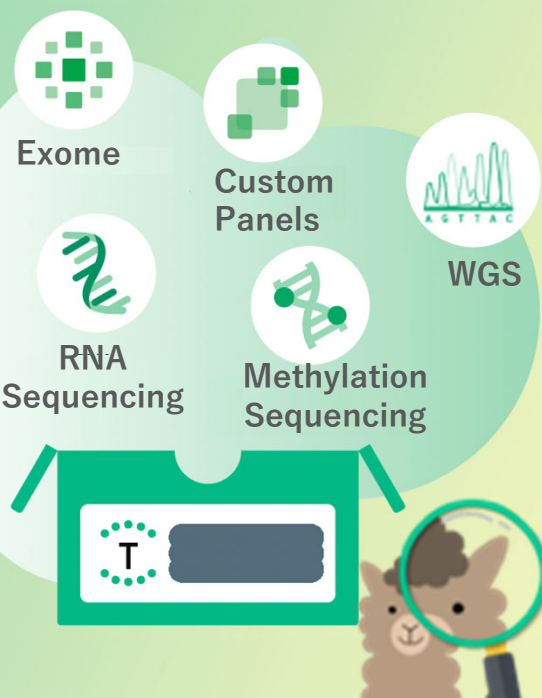 Exome
Custom
Panels
AGTTAC
WGS
RNA
Sequencing
Methylation
Sequencing
T